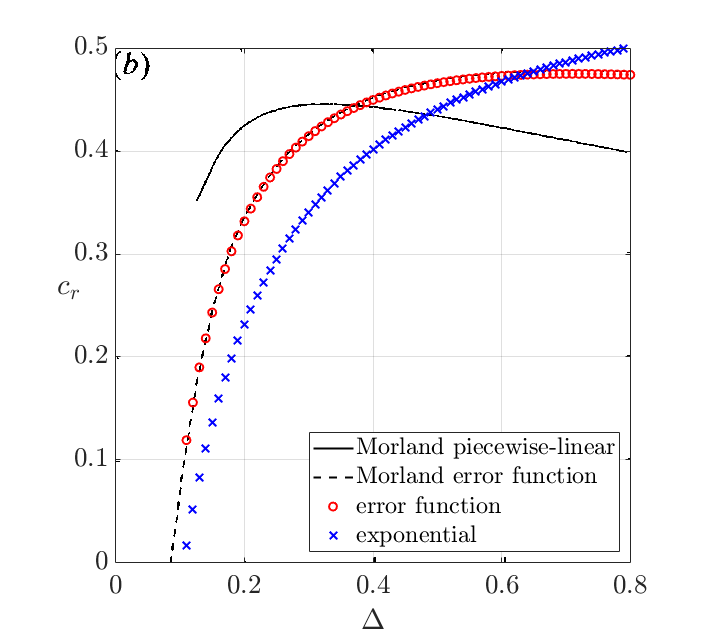 (b)
0.5
0.4
0.3
c_r
0.2
0.1
0
0 0.2 0.4 0.6 0.8
Δ
Morland piecewise-linear
Morland error function
error function
exponential